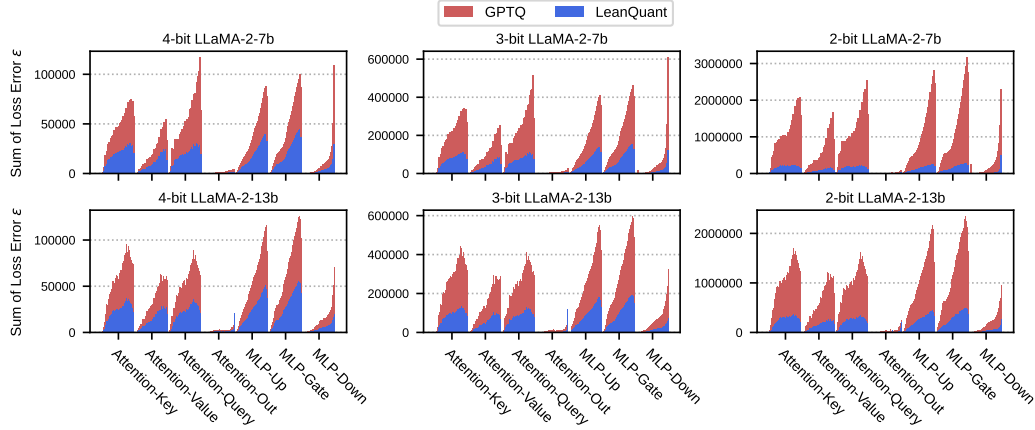 GPTQ LeanQuant
4-bit LLaMA-2-7b 3-bit LLaMA-2-7b 2-bit LLaMA-2-7b
Sum of Loss Error ε
100000
50000
0
600000
400000
200000
0
3000000
2000000
1000000
0
4-bit LLaMA-2-13b 3-bit LLaMA-2-13b 2-bit LLaMA-2-13b
Sum of Loss Error ε
100000
50000
0
600000
400000
200000
0
2000000
1000000
0
Attention-Key
Attention-Value
Attention-Query
Attention-Out
MLP-Up
MLP-Gate
MLP-Down
Attention-Key
Attention-Value
Attention-Query
Attention-Out
MLP-Up
MLP-Gate
MLP-Down
Attention-Key
Attention-Value
Attention-Query
Attention-Out
MLP-Up
MLP-Gate
MLP-Down